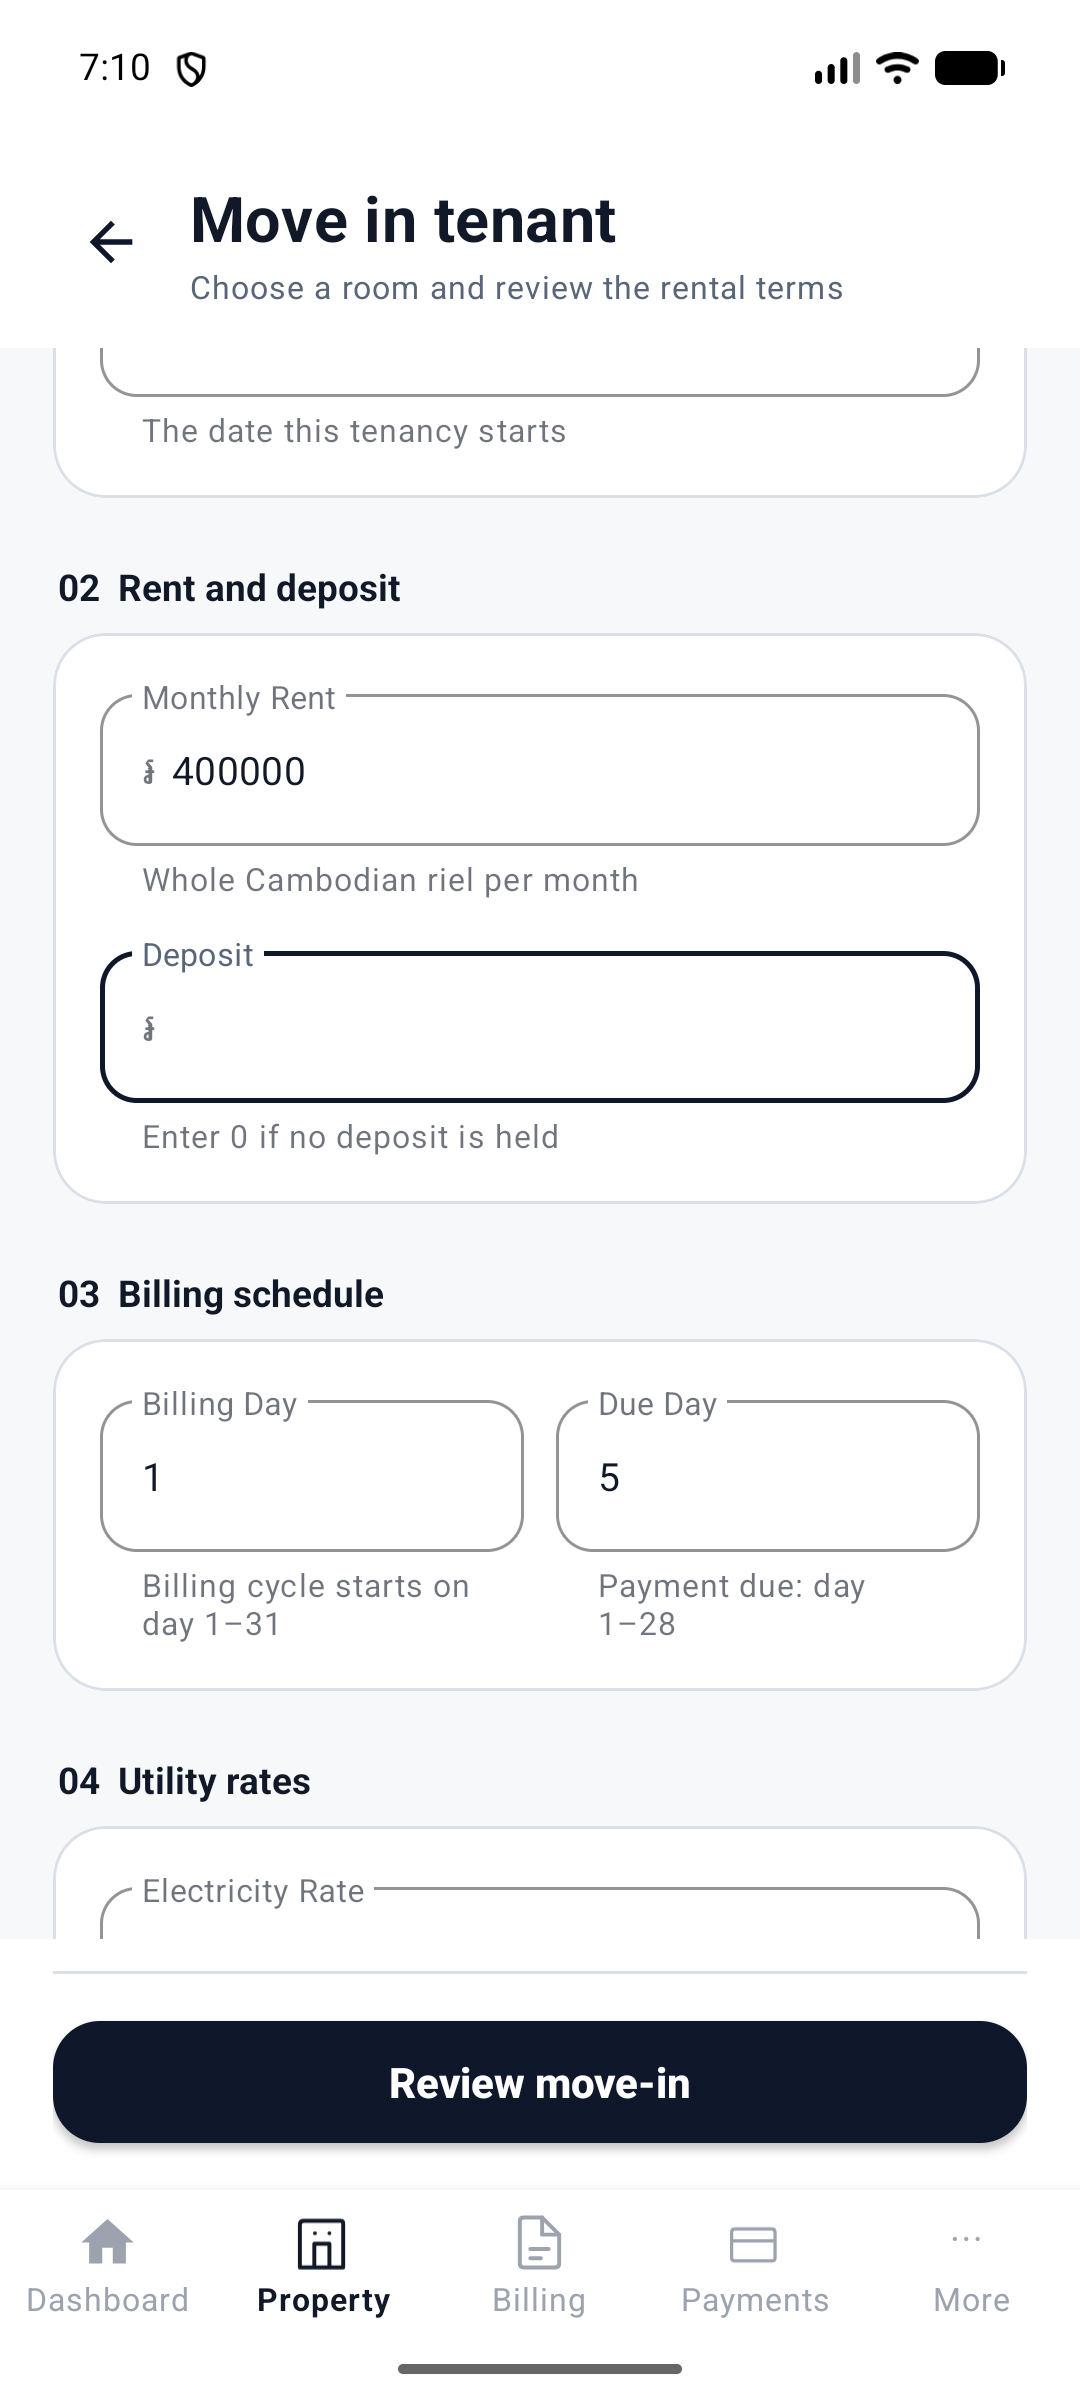 7:10
Move in tenant
Choose a room and review the rental terms
The date this tenancy starts
02 Rent and deposit
Monthly Rent
៛ 400000
Whole Cambodian riel per month
Deposit
៛
Enter 0 if no deposit is held
03 Billing schedule
Billing Day
1
Billing cycle starts on
day 1–31
Due Day
5
Payment due: day
1–28
04 Utility rates
Electricity Rate
Review move-in
Dashboard
Property
Billing
Payments
More